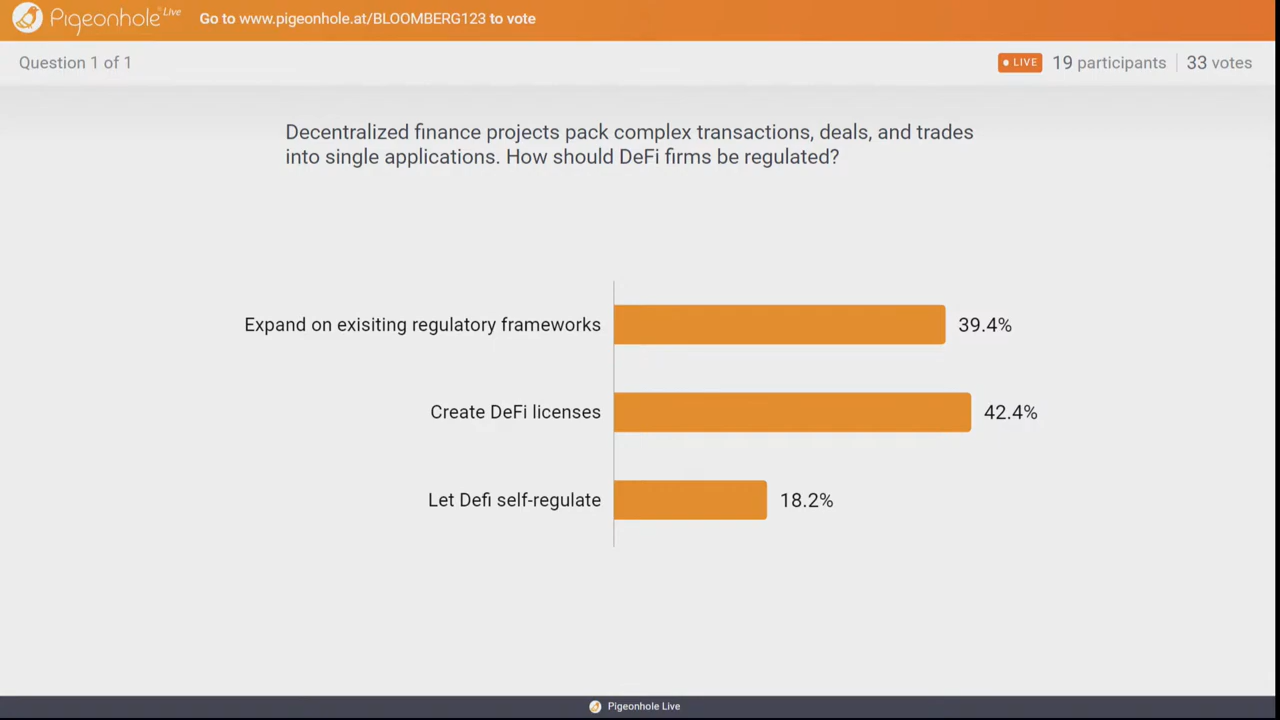 Pigeonhole Live Go to www.pigeonhole.at/BLOOMBERG123 to vote
Question 1 of 1
LIVE 19 participants 33 votes
Decentralized finance projects pack complex transactions, deals, and trades
into single applications. How should DeFi firms be regulated?
Expand on exisiting regulatory frameworks 39.4%
Create DeFi licenses 42.4%
Let Defi self-regulate 18.2%
Pigeonhole Live